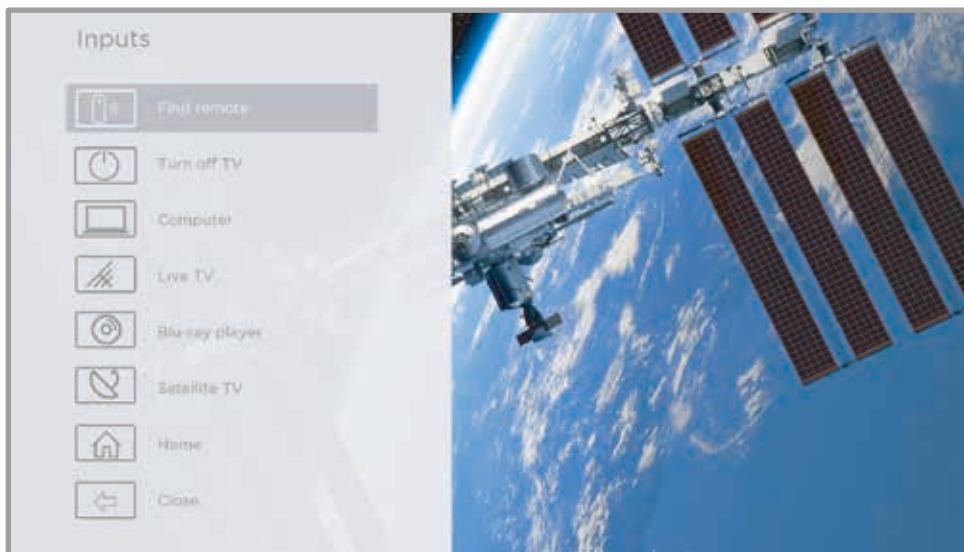 Inputs
Find remote
Turn off TV
Computer
Live TV
Blu-ray player
Satellite TV
Home
Close